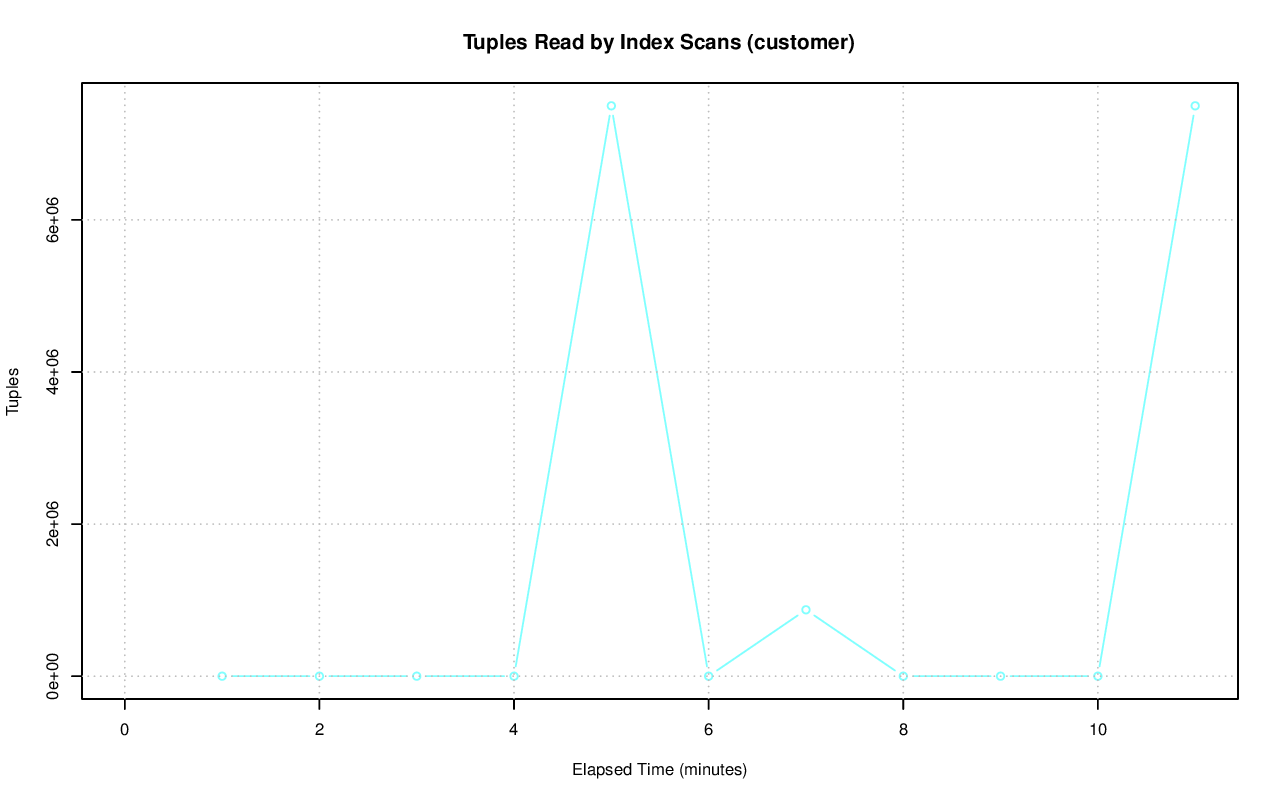 Tuples Read by Index Scans (customer)
Tuples
6e+06
4e+06
2e+06
0e+00
0 2 4 6 8 10
Elapsed Time (minutes)